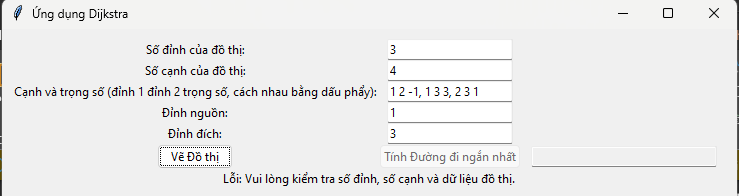 Ứng dụng Dijkstra
Số đỉnh của đồ thị: 3
Số cạnh của đồ thị: 4
Cạnh và trọng số (đỉnh 1 đỉnh 2 trọng số, cách nhau bằng dấu phẩy): 1 2 -1, 1 3 3, 2 3 1
Đỉnh nguồn: 1
Đỉnh đích: 3
Vẽ Đồ thị Tính Đường đi ngắn nhất
Lỗi: Vui lòng kiểm tra số đỉnh, số cạnh và dữ liệu đồ thị.